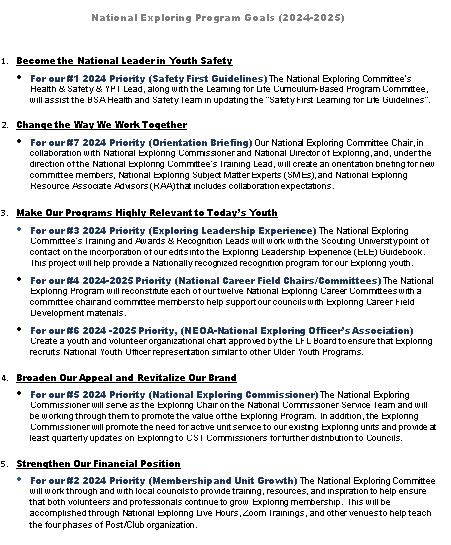 National Exploring Program Goals (2024-2025)
1. Become the National Leader in Youth Safety
• For our #1 2024 Priority (Safety First Guidelines) The National Exploring Committee's
Health & Safety & YPT Lead, along with the Learning for Life Curriculum-Based Program Committee,
will assist the BSA Health and Safety Team in updating the "Safety First Learning for Life Guidelines".
2. Change the Way We Work Together
• For our #7 2024 Priority (Orientation Briefing) Our National Exploring Committee Chair, in
collaboration with National Exploring Commissioner and National Director of Exploring, and, under the
direction of the National Exploring Committee's Training Lead, will create an orientation briefing for new
committee members, National Exploring Subject Matter Experts (SMEs), and National Exploring
Resource Associate Advisors (RAA) that includes collaboration expectations.
3. Make Our Programs Highly Relevant to Today's Youth
• For our #3 2024 Priority (Exploring Leadership Experience) The National Exploring
Committee's Training and Awards & Recognition Leads will work with the Scouting University point of
contact on the incorporation of our edits into the Exploring Leadership Experience (ELE) Guidebook.
This project will help provide a Nationally recognized recognition program for our Exploring youth.
• For our #4 2024-2025 Priority (National Career Field Chairs/Committees) The National
Exploring Program will reconstitute each of our twelve National Exploring Career Committees with a
committee chair and committee members to help support our councils with Exploring Career Field
Development materials.
• For our #6 2024 -2025 Priority, (NEOA-National Exploring Officer's Association)
Create a youth and volunteer organizational chart approved by the LFL Board to ensure that Exploring
recruits National Youth Officer representation similar to other Older Youth Programs.
4. Broaden Our Appeal and Revitalize Our Brand
• For our #5 2024 Priority (National Exploring Commissioner) The National Exploring
Commissioner will serve as the Exploring Chair on the National Commissioner Service Team and will
be working through them to promote the value of the Exploring Program. In addition, the Exploring
Commissioner will promote the need for active unit service to our existing Exploring units and provide at
least quarterly updates on Exploring to CST Commissioners for further distribution to Councils.
5. Strengthen Our Financial Position
• For our #2 2024 Priority (Membership and Unit Growth) The National Exploring Committee
will work through and with local councils to provide training, resources, and inspiration to help ensure
that both volunteers and professionals continue to grow Exploring membership. This will be
accomplished through National Exploring Live Hours, Zoom Trainings, and other venues to help teach
the four phases of Post/Club organization.